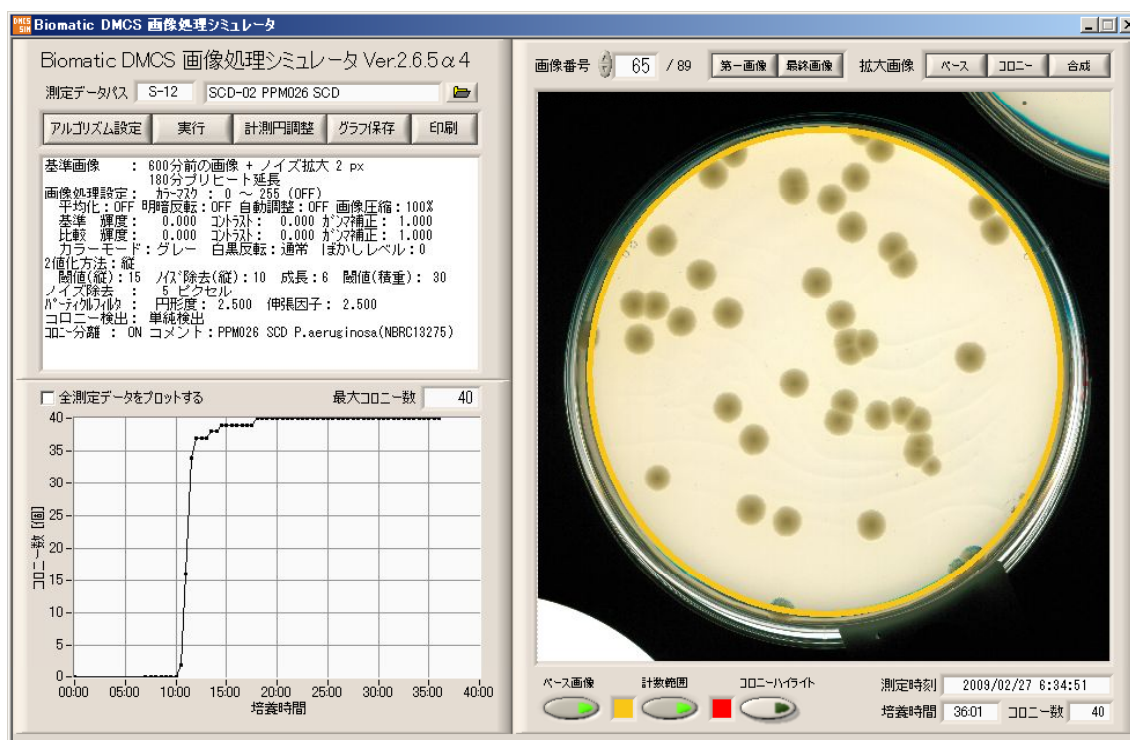 Biomatic DMCS 画像処理シミュレータ
Biomatic DMCS 画像処理シミュレータ Ver.2.6.5α4
測定データパス S-12 SCD-02 PPM026 SCD
アルゴリズム設定 実行 計測円調整 グラフ保存 印刷
基準画像 : 600分前の画像 + ノイズ拡大 2 px
180分プリヒート延長
画像処理設定: カラーマスク : 0 ~ 255 (OFF)
平均化:OFF 明暗反転:OFF 自動調整:OFF 画像圧縮:100%
基準 輝度: 0.000 コントラスト: 0.000 ガンマ補正: 1.000
比較 輝度: 0.000 コントラスト: 0.000 ガンマ補正: 1.000
カラーモード:グレー 白黒反転:通常 ぼかしレベル:0
2値化方法:縦
閾値(縦):15 ノイズ除去(縦):10 成長:6 閾値(積重): 30
ノイズ除去 : 5 ピクセル
パーティクルフィルタ : 円形度: 2.500 伸張因子: 2.500
コロニー検出: 単純検出
コロニー分離 : ON コメント:PPM026 SCD P.aeruginosa(NBRC13275)
全測定データをプロットする 最大コロニー数 40
40
35
30
25
20
15
10
5
0
コロニー数 [個]
00:00 05:00 10:00 15:00 20:00 25:00 30:00 35:00 40:00
培養時間
画像番号 65 / 89 第一画像 最終画像 拡大画像 ベース コロニー 合成
ベース画像 計数範囲 コロニーハイライト
測定時刻 2009/02/27 6:34:51
培養時間 36:01 コロニー数 40